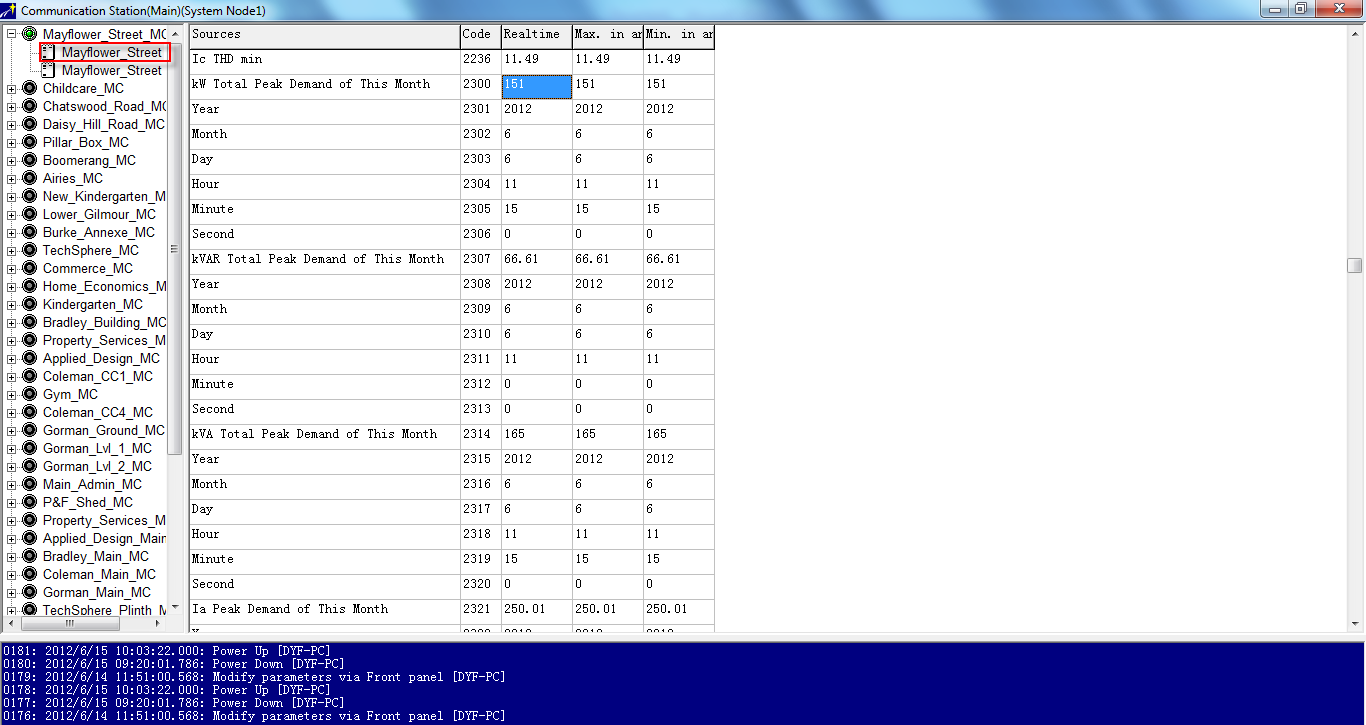 Communication Station(Main)(System Node1)
Mayflower_Street_MC
Mayflower_Street
Mayflower_Street
Childcare_MC
Chatswood_Road_MC
Daisy_Hill_Road_MC
Pillar_Box_MC
Boomerang_MC
Airies_MC
New_Kindergarten_M
Lower_Gilmour_MC
Burke_Annexe_MC
TechSphere_MC
Commerce_MC
Home_Economics_M
Kindergarten_MC
Bradley_Building_MC
Property_Services_M
Applied_Design_MC
Coleman_CC1_MC
Gym_MC
Coleman_CC4_MC
Gorman_Ground_MC
Gorman_Lvl_1_MC
Gorman_Lvl_2_MC
Main_Admin_MC
P&F_Shed_MC
Property_Services_M
Applied_Design_Main
Bradley_Main_MC
Coleman_Main_MC
Gorman_Main_MC
TechSphere_Plinth_M
Sources Code Realtime Max. in ar Min. in ar
Ic THD min 2236 11.49 11.49 11.49
kW Total Peak Demand of This Month 2300 151 151 151
Year 2301 2012 2012 2012
Month 2302 6 6 6
Day 2303 6 6 6
Hour 2304 11 11 11
Minute 2305 15 15 15
Second 2306 0 0 0
kVAR Total Peak Demand of This Month 2307 66.61 66.61 66.61
Year 2308 2012 2012 2012
Month 2309 6 6 6
Day 2310 6 6 6
Hour 2311 11 11 11
Minute 2312 0 0 0
Second 2313 0 0 0
kVA Total Peak Demand of This Month 2314 165 165 165
Year 2315 2012 2012 2012
Month 2316 6 6 6
Day 2317 6 6 6
Hour 2318 11 11 11
Minute 2319 15 15 15
Second 2320 0 0 0
Ia Peak Demand of This Month 2321 250.01 250.01 250.01
0181: 2012/6/15 10:03:22.000: Power Up [DYF-PC]
0180: 2012/6/15 09:20:01.786: Power Down [DYF-PC]
0179: 2012/6/14 11:51:00.568: Modify parameters via Front panel [DYF-PC]
0178: 2012/6/15 10:03:22.000: Power Up [DYF-PC]
0177: 2012/6/15 09:20:01.786: Power Down [DYF-PC]
0176: 2012/6/14 11:51:00.568: Modify parameters via Front panel [DYF-PC]